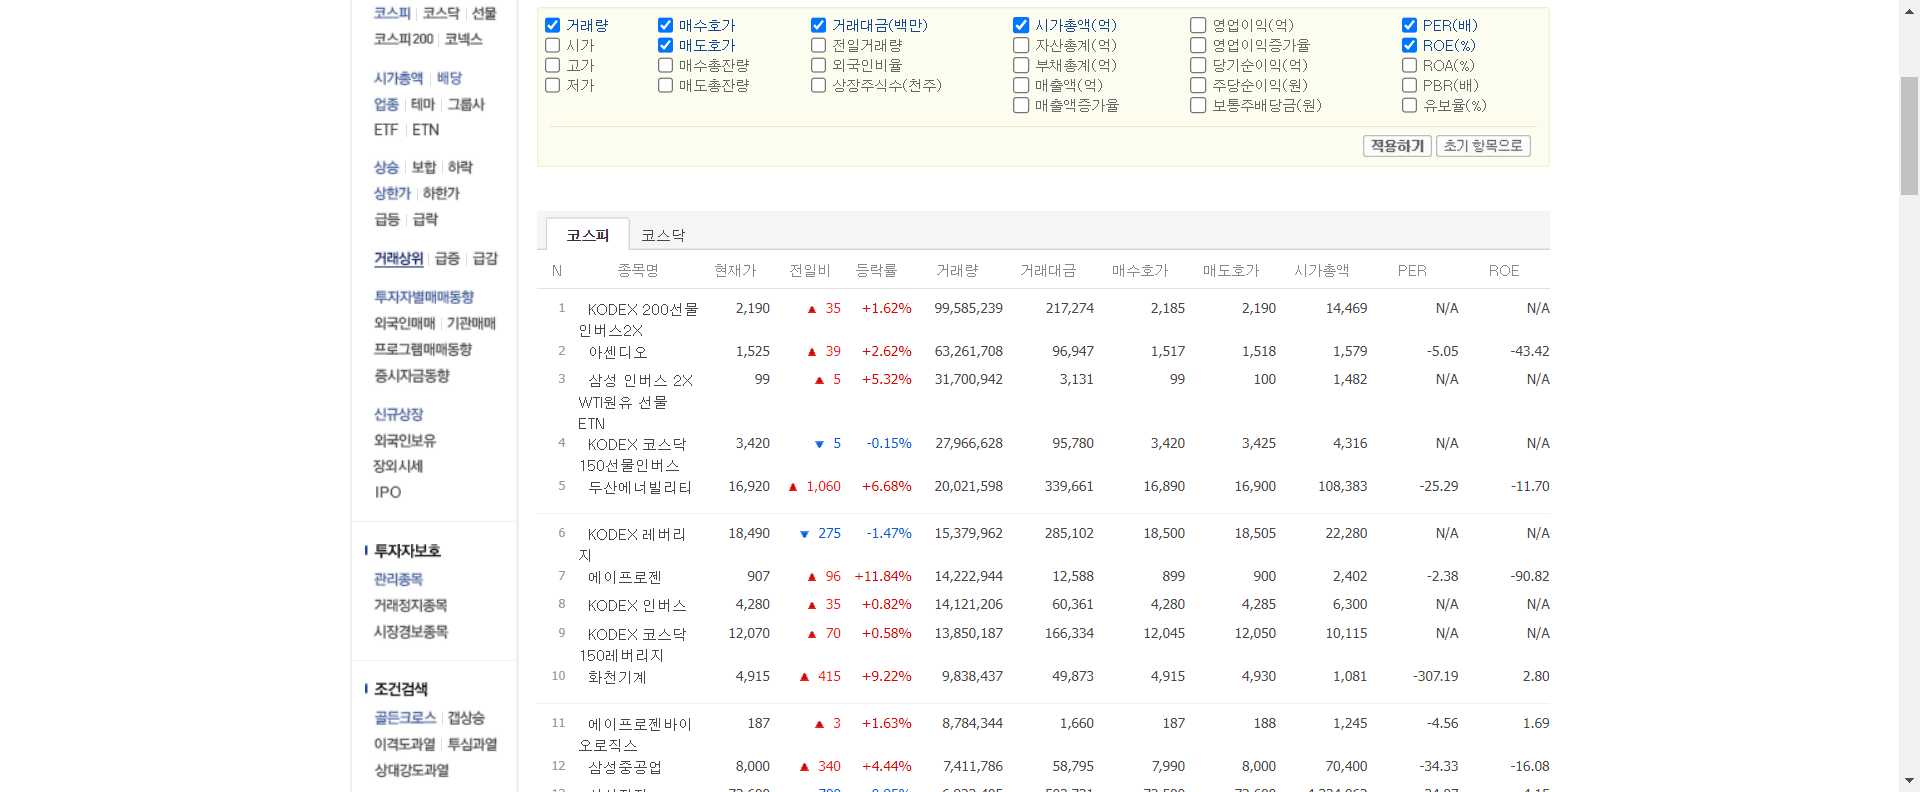 코스피 코스닥 선물
코스피200 코넥스
시가총액 배당
업종 테마 그룹사
ETF ETN
상승 보합 하락
상한가 하한가
급등 급락
거래상위 급증 급감
투자자별매매동향
외국인매매 기관매매
프로그램매매동향
증시자금동향
신규상장
외국인보유
장외시세
IPO
투자자보호
관리종목
거래정지종목
시장경보종목
조건검색
골든크로스 갭상승
이격도과열 투심과열
상대강도과열
거래량 매수호가 거래대금(백만) 시가총액(억) 영업이익(억) PER(배)
시가 매도호가 전일거래량 자산총계(억) 영업이익증가율 ROE(%)
고가 매수총잔량 외국인비율 부채총계(억) 당기순이익(억) ROA(%)
저가 매도총잔량 상장주식수(천주) 매출액(억) 주당순이익(원) PBR(배)
매출액증가율 보통주배당금(원) 유보율(%)
적용하기 초기 항목으로
코스피 코스닥
N 종목명 현재가 전일비 등락률 거래량 거래대금 매수호가 매도호가 시가총액 PER ROE
1 KODEX 200선물 2,190 ▲ 35 +1.62% 99,585,239 217,274 2,185 2,190 14,469 N/A N/A
인버스2X
2 아센디오 1,525 ▲ 39 +2.62% 63,261,708 96,947 1,517 1,518 1,579 -5.05 -43.42
3 삼성 인버스 2X 99 ▲ 5 +5.32% 31,700,942 3,131 99 100 1,482 N/A N/A
WTI원유 선물
ETN
4 KODEX 코스닥 3,420 ▼ 5 -0.15% 27,966,628 95,780 3,420 3,425 4,316 N/A N/A
150선물인버스
5 두산에너빌리티 16,920 ▲ 1,060 +6.68% 20,021,598 339,661 16,890 16,900 108,383 -25.29 -11.70
6 KODEX 레버리 18,490 ▼ 275 -1.47% 15,379,962 285,102 18,500 18,505 22,280 N/A N/A
지
7 에이프로젠 907 ▲ 96 +11.84% 14,222,944 12,588 899 900 2,402 -2.38 -90.82
8 KODEX 인버스 4,280 ▲ 35 +0.82% 14,121,206 60,361 4,280 4,285 6,300 N/A N/A
9 KODEX 코스닥 12,070 ▲ 70 +0.58% 13,850,187 166,334 12,045 12,050 10,115 N/A N/A
150레버리지
10 화천기계 4,915 ▲ 415 +9.22% 9,838,437 49,873 4,915 4,930 1,081 -307.19 2.80
11 에이프로젠바이 187 ▲ 3 +1.63% 8,784,344 1,660 187 188 1,245 -4.56 1.69
오로직스
12 삼성중공업 8,000 ▲ 340 +4.44% 7,411,786 58,795 7,990 8,000 70,400 -34.33 -16.08